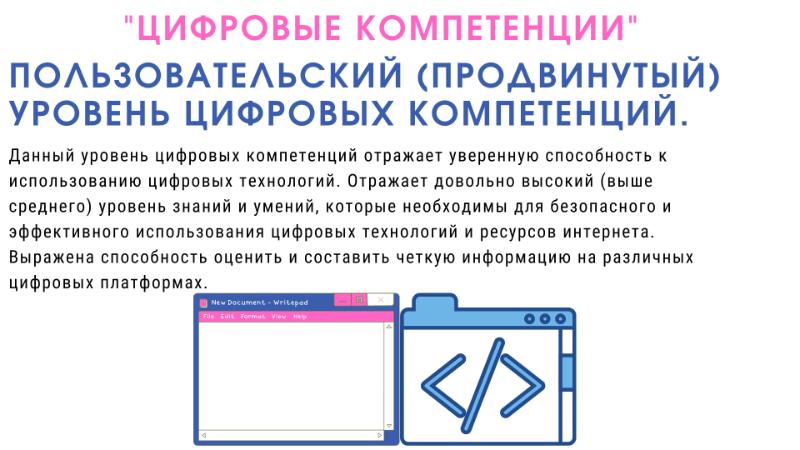 "ЦИФРОВЫЕ КОМПЕТЕНЦИИ"
ПОЛЬЗОВАТЕЛЬСКИЙ (ПРОДВИНУТЫЙ)
УРОВЕНЬ ЦИФРОВЫХ КОМПЕТЕНЦИЙ.
Данный уровень цифровых компетенций отражает уверенную способность к
использованию цифровых технологий. Отражает довольно высокий (выше
среднего) уровень знаний и умений, которые необходимы для безопасного и
эффективного использования цифровых технологий и ресурсов интернета.
Выражена способность оценить и составить четкую информацию на различных
цифровых платформах.
New Document - Writepad
File Edit Format View Help
</>